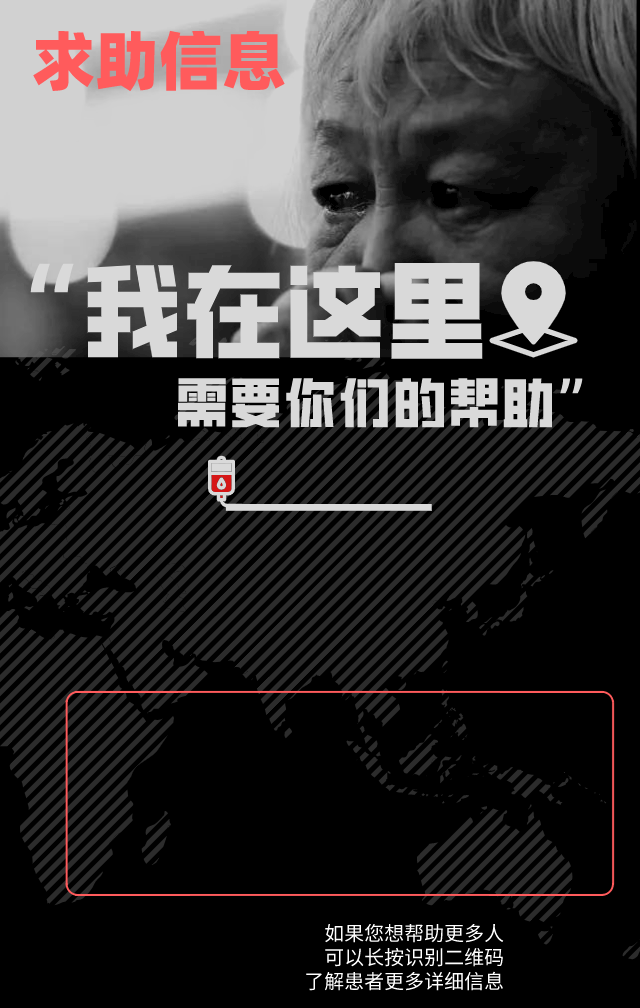 求助信息
“我在这里
需要你们的帮助”
如果您想帮助更多人
可以长按识别二维码
了解患者更多详细信息